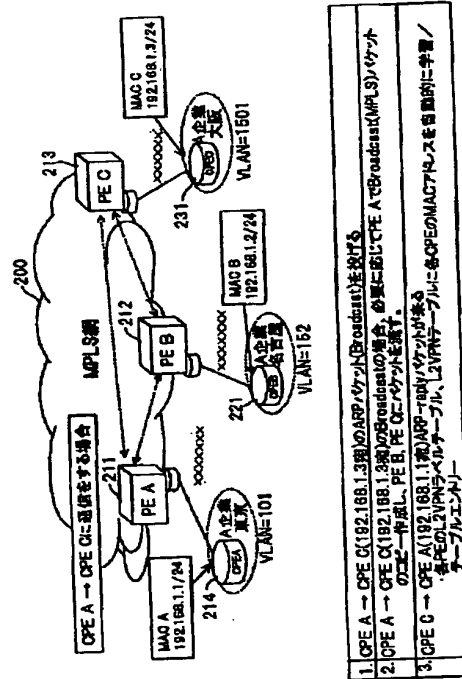 CPE A → CPE Cに通信をする場合
200
MPLS網
211
PE A
212
PE B
213
PE C
MAC A
192.168.1.1/24
214
CPEA
A企業
東京
VLAN=101
xxxxxxx
221
A企業
名古屋
VLAN=152
xxxxxxx
MAC B
192.168.1.2/24
231
A企業
大阪
VLAN=1501
xxxxxxx
MAC C
192.168.1.3/24
1. CPE A → CPE C(192.168.1.3宛)のARPパケット(Broadcast)を投げる
2. CPE A → CPE C(192.168.1.3宛)のBroadcastの場合、必要に応じてPE AでBroadcast(MPLS)パケット
のコピー作成し、PE B, PE Cにパケットを渡す。
3. CPE C → CPE A(192.168.1.1宛)ARP-replyパケットが来る
・各PEのL2VPNラベルテーブル、L2VPNテーブルに各CPEのMACアドレスを自動的に学習/
テーブルエントリー